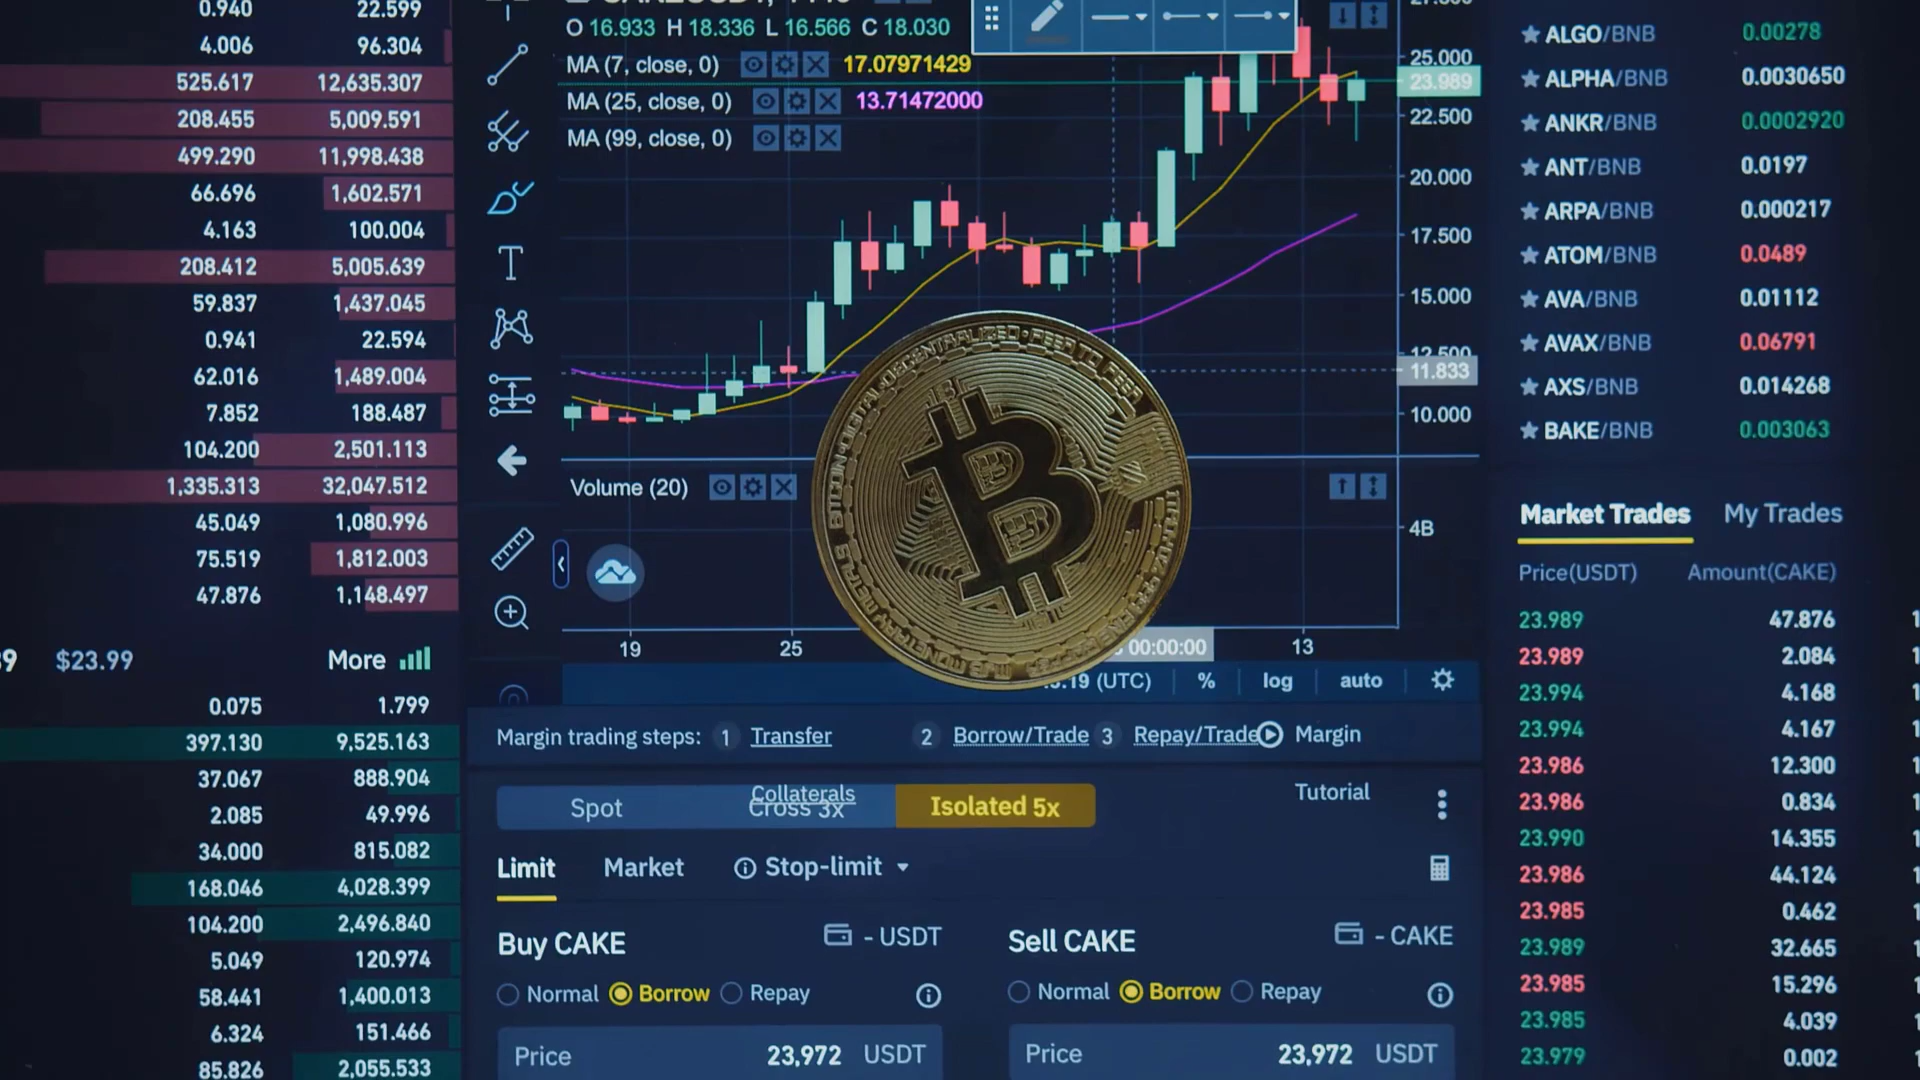 0.940 22.599
4.006 96.304
525.617 12,635.307
208.455 5,009.591
499.290 11,998.438
66.696 1,602.571
4.163 100.004
208.412 5,005.639
59.837 1,437.045
0.941 22.594
62.016 1,489.004
7.852 188.487
104.200 2,501.113
1,335.313 32,047.512
45.049 1,080.996
75.519 1,812.003
47.876 1,148.497
$23.99 More
0.075 1.799
397.130 9,525.163
37.067 888.904
2.085 49.996
34.000 815.082
168.046 4,028.399
104.200 2,496.840
5.049 120.974
58.441 1,400.013
6.324 151.466
85.826 2,055.533
O 16.933 H 18.336 L 16.566 C 18.030
MA (7, close, 0) 17.07971429
MA (25, close, 0) 13.71472000
MA (99, close, 0)
25.000
23.989
22.500
20.000
17.500
15.000
12.500
11.833
10.000
Volume (20)
4B
19 25 00:00:00 13
(UTC) % log auto
BITCOIN • DIGITAL • DECENTRALIZED • PEER TO PEER
Margin trading steps: 1 Transfer 2 Borrow/Trade 3 Repay/Trade Margin
Collaterals Tutorial
Spot Cross 3x Isolated 5x
Limit Market Stop-limit
Buy CAKE - USDT
Normal Borrow Repay
Price 23,972 USDT
Sell CAKE - CAKE
Normal Borrow Repay
Price 23,972 USDT
ALGO/BNB 0.00278
ALPHA/BNB 0.0030650
ANKR/BNB 0.0002920
ANT/BNB 0.0197
ARPA/BNB 0.000217
ATOM/BNB 0.0489
AVA/BNB 0.01112
AVAX/BNB 0.06791
AXS/BNB 0.014268
BAKE/BNB 0.003063
Market Trades My Trades
Price(USDT) Amount(CAKE)
23.989 47.876
23.989 2.084
23.994 4.168
23.994 4.167
23.986 12.300
23.986 0.834
23.990 14.355
23.986 44.124
23.985 0.462
23.989 32.665
23.985 15.296
23.985 4.039
23.979 0.002